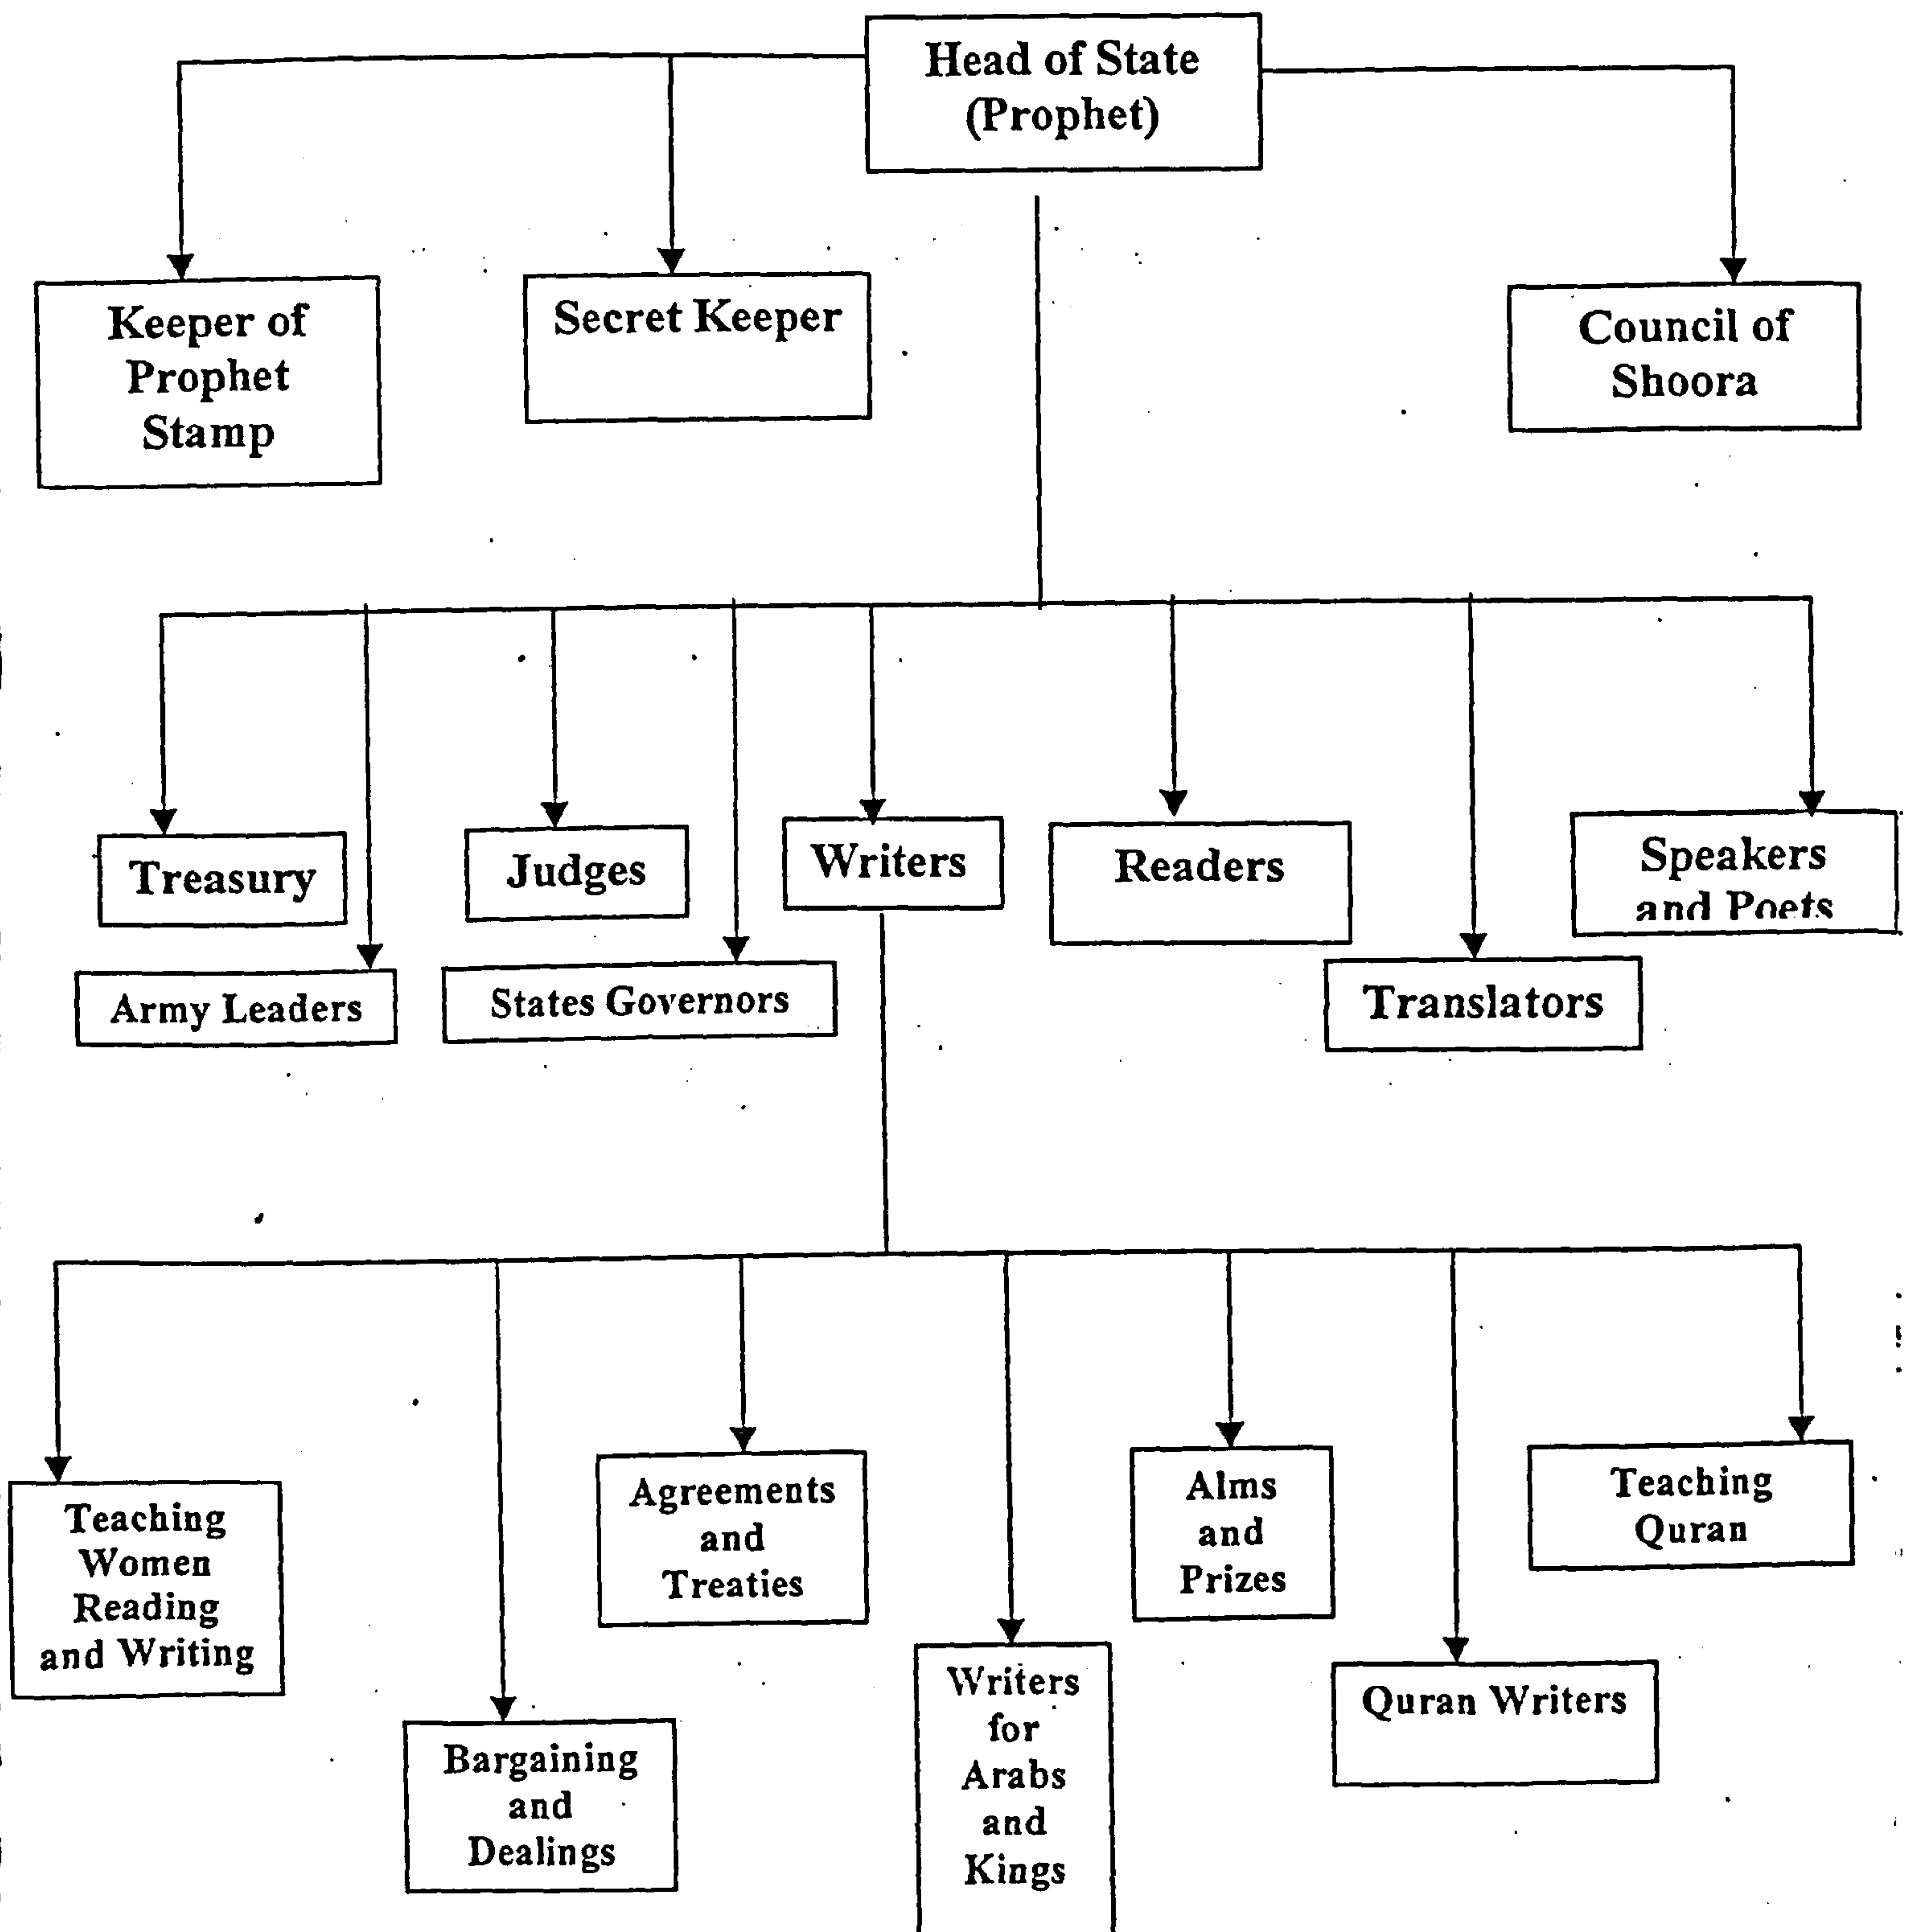 Head of State
(Prophet)
Keeper of
Prophet
Stamp
Secret Keeper
Council of
Shoora
Treasury
Judges
Writers
Readers
Speakers
and Poets
Army Leaders
States Governors
Translators
Teaching
Women
Reading
and Writing
Agreements
and
Treaties
Alms
and
Prizes
Teaching
Quran
Bargaining
and
Dealings
Writers
for
Arabs
and
Kings
Quran Writers